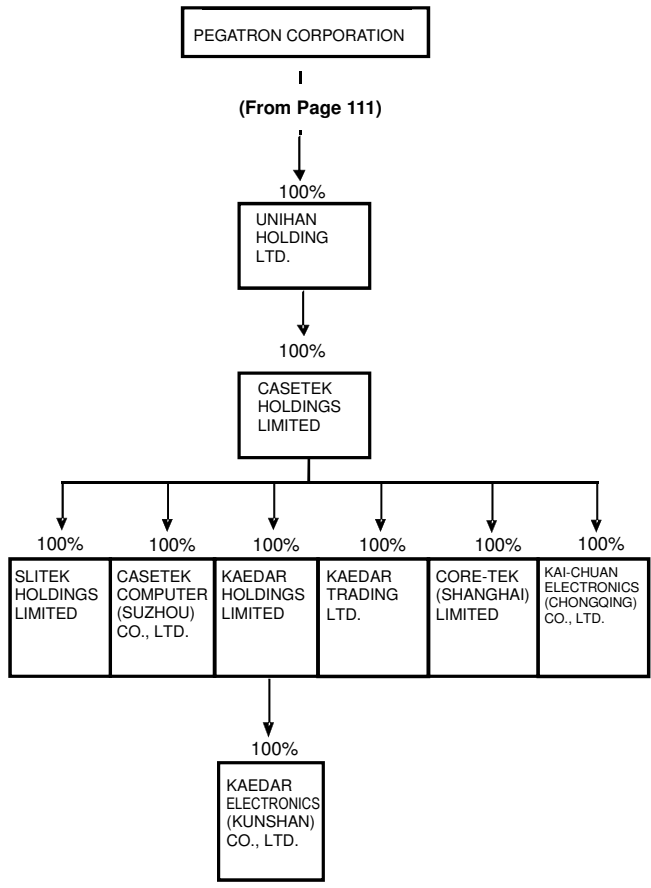 PEGATRON CORPORATION
(From Page 111)
100%
UNIHAN
HOLDING
LTD.
100%
CASETEK
HOLDINGS
LIMITED
100%
SLITEK
HOLDINGS
LIMITED
100%
CASETEK
COMPUTER
(SUZHOU)
CO., LTD.
100%
KAEDAR
HOLDINGS
LIMITED
100%
KAEDAR
TRADING
LTD.
100%
CORE-TEK
(SHANGHAI)
LIMITED
100%
KAI-CHUAN
ELECTRONICS
(CHONGQING)
CO., LTD.
100%
KAEDAR
ELECTRONICS
(KUNSHAN)
CO., LTD.